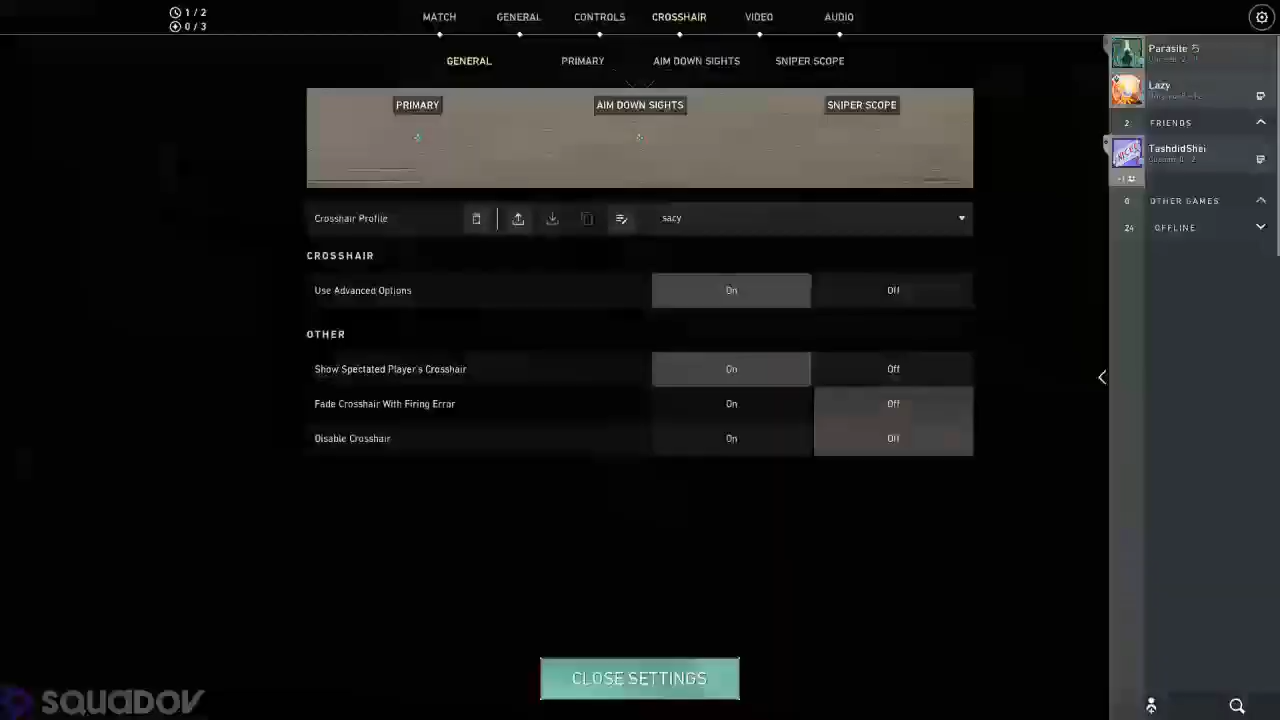 1 / 2
0 / 3
MATCH GENERAL CONTROLS CROSSHAIR VIDEO AUDIO
GENERAL PRIMARY AIM DOWN SIGHTS SNIPER SCOPE
PRIMARY AIM DOWN SIGHTS SNIPER SCOPE
Crosshair Profile sacy
CROSSHAIR
Use Advanced Options On Off
OTHER
Show Spectated Player's Crosshair On Off
Fade Crosshair With Firing Error On Off
Disable Crosshair On Off
CLOSE SETTINGS
Parasite
Lazy
2 FRIENDS
TashdidShei
+1
0 OTHER GAMES
24 OFFLINE
SQUADOV